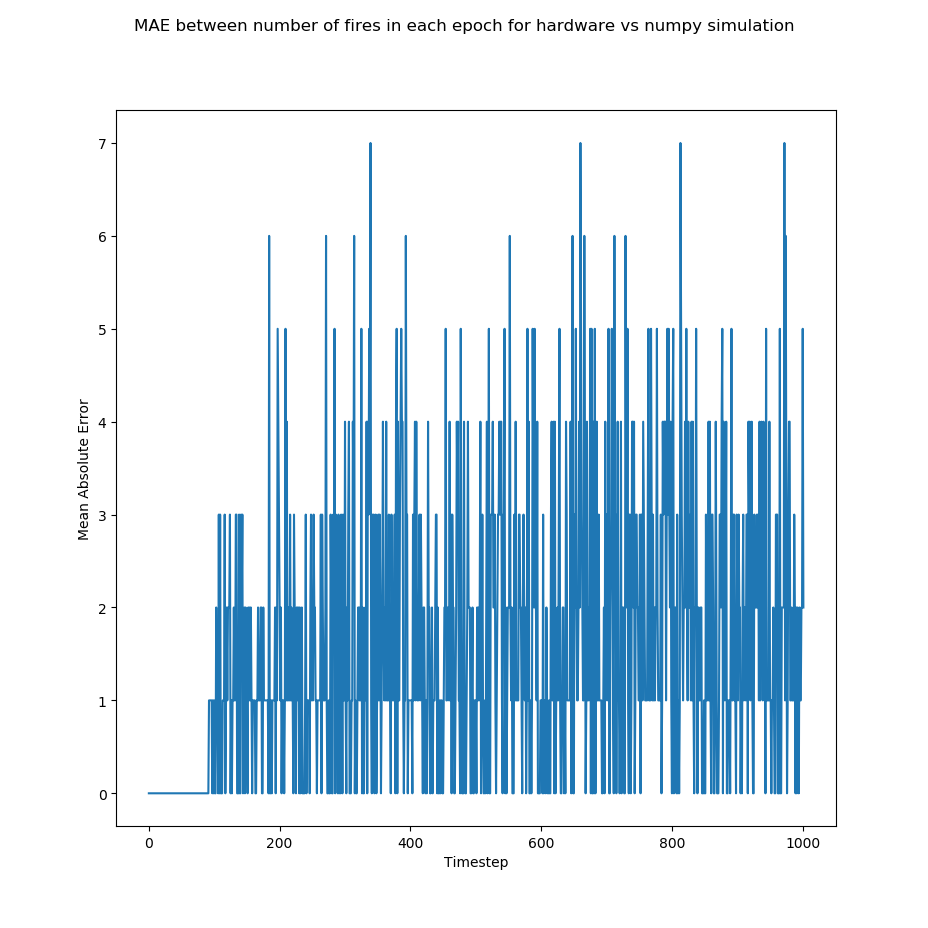 MAE between number of fires in each epoch for hardware vs numpy simulation
7
6
5
4
3
2
1
0
Mean Absolute Error
0 200 400 600 800 1000
Timestep